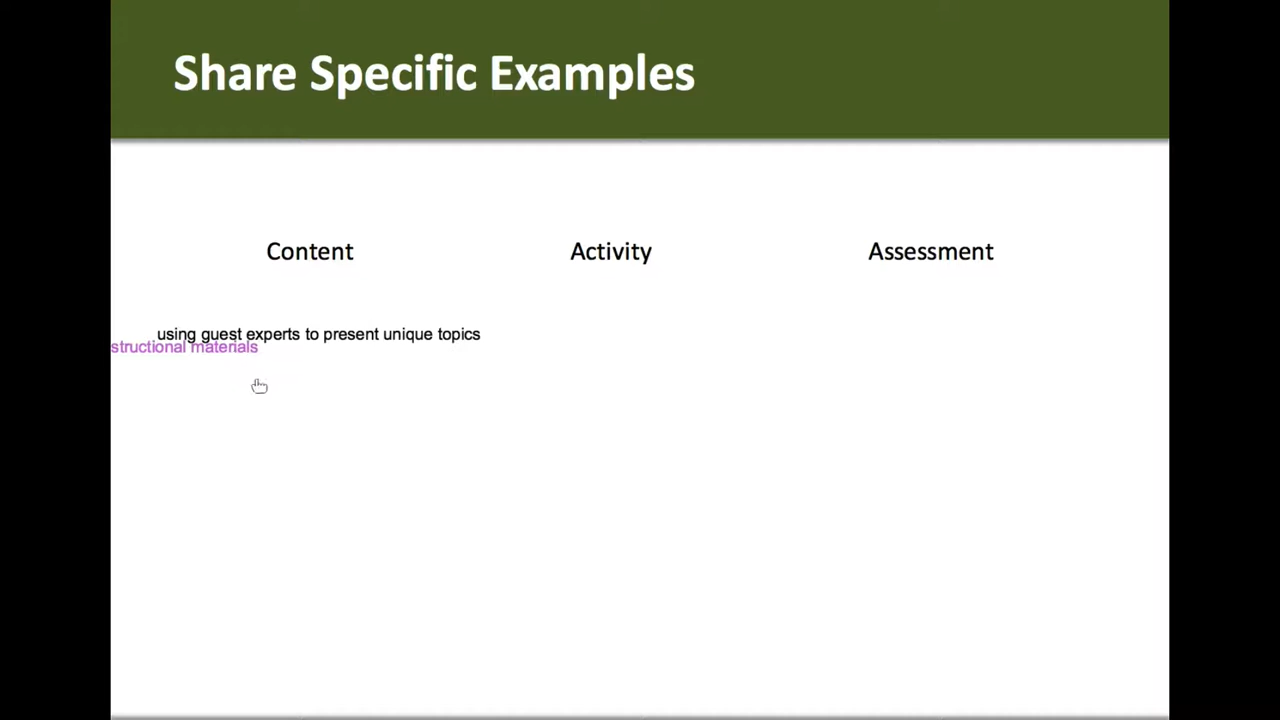 Share Specific Examples
Content Activity Assessment
using guest experts to present unique topics
structional materials